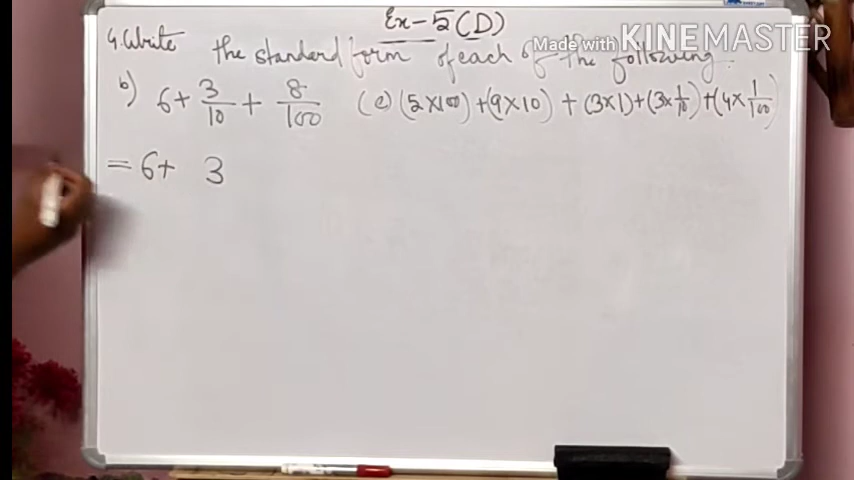 Ex-5(D)
Made with KINEMASTER
4. Write the standard form of each of the following.
b) 6+ 3/10 + 8/100 (e) (5×100) +(9×10) + (3×1)+(3×1/10)+(4×1/100)
= 6+ 3